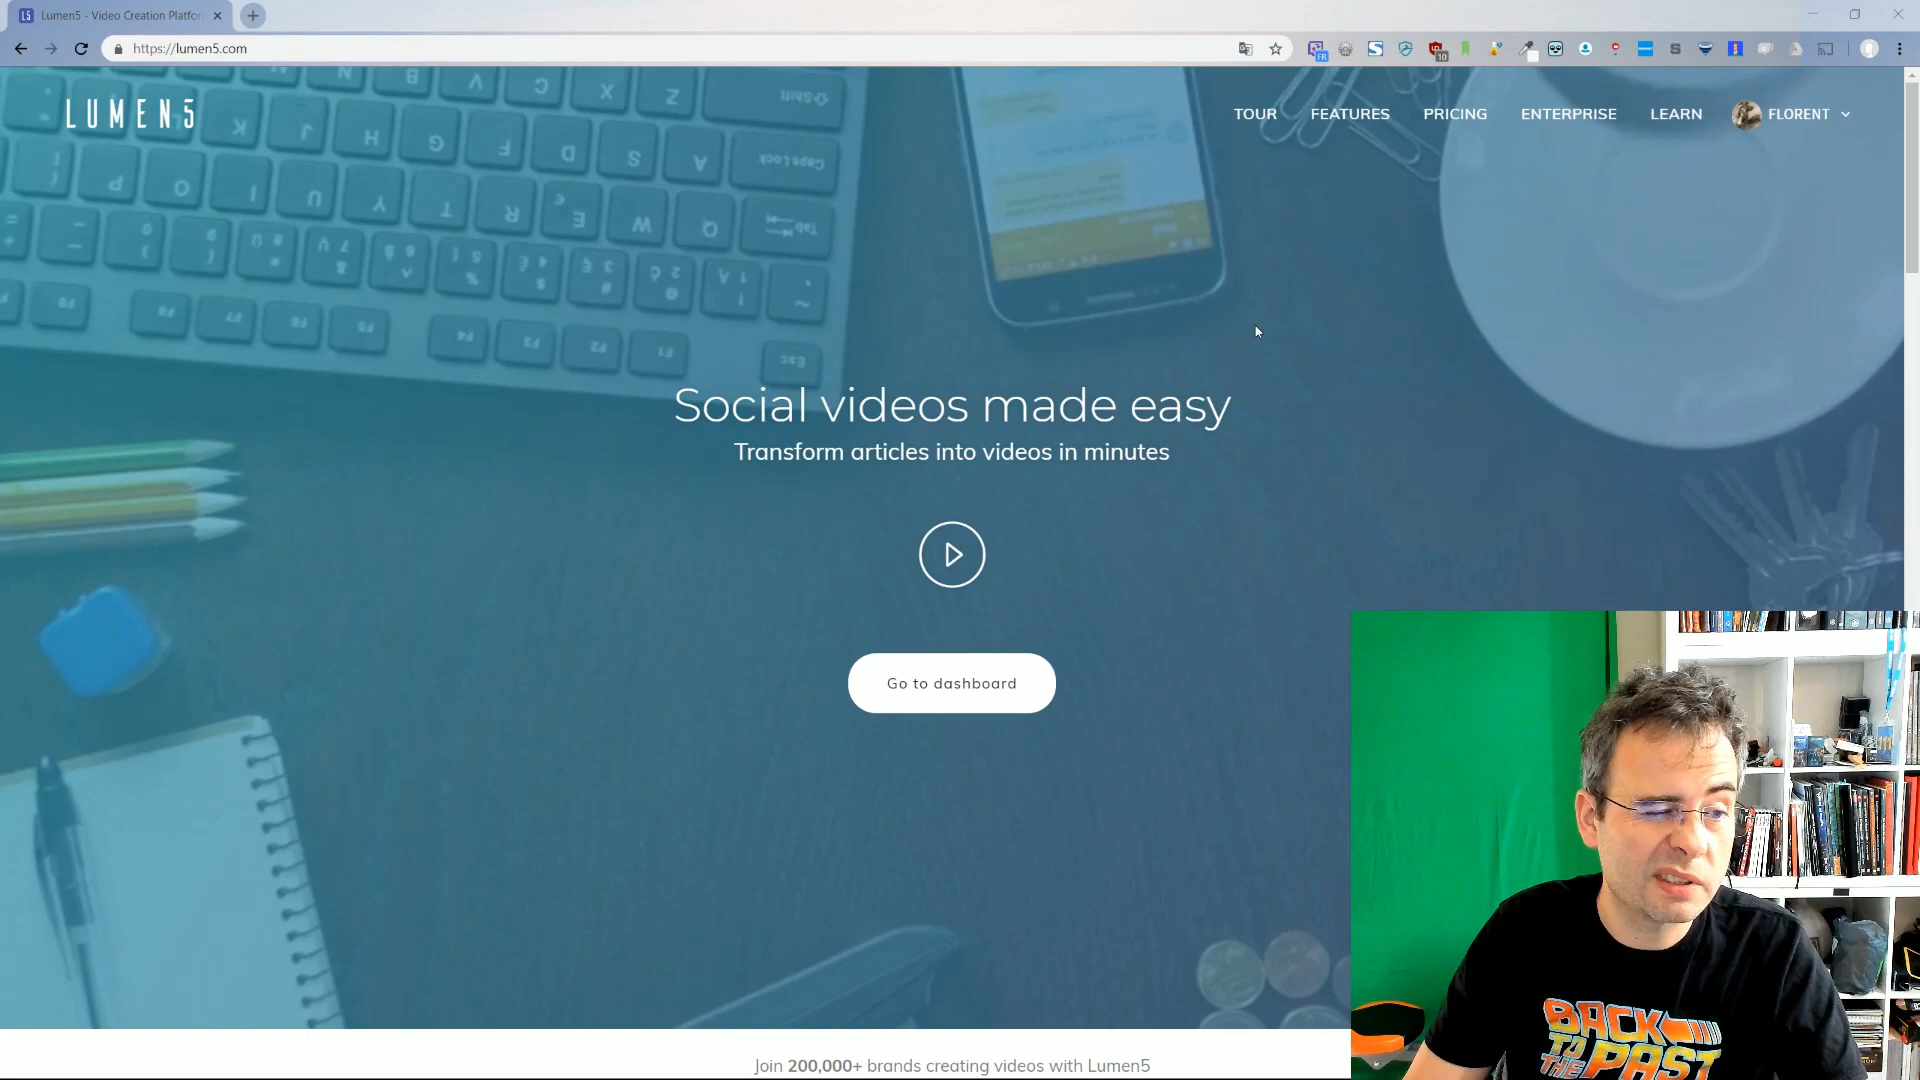 Lumen5 - Video Creation Platfor
https://lumen5.com
FR
10
LUMEN5
TOUR
FEATURES
PRICING
ENTERPRISE
LEARN
FLORENT
Social videos made easy
Transform articles into videos in minutes
Go to dashboard
Join 200,000+ brands creating videos with Lumen5
BACK
TO THE PAST